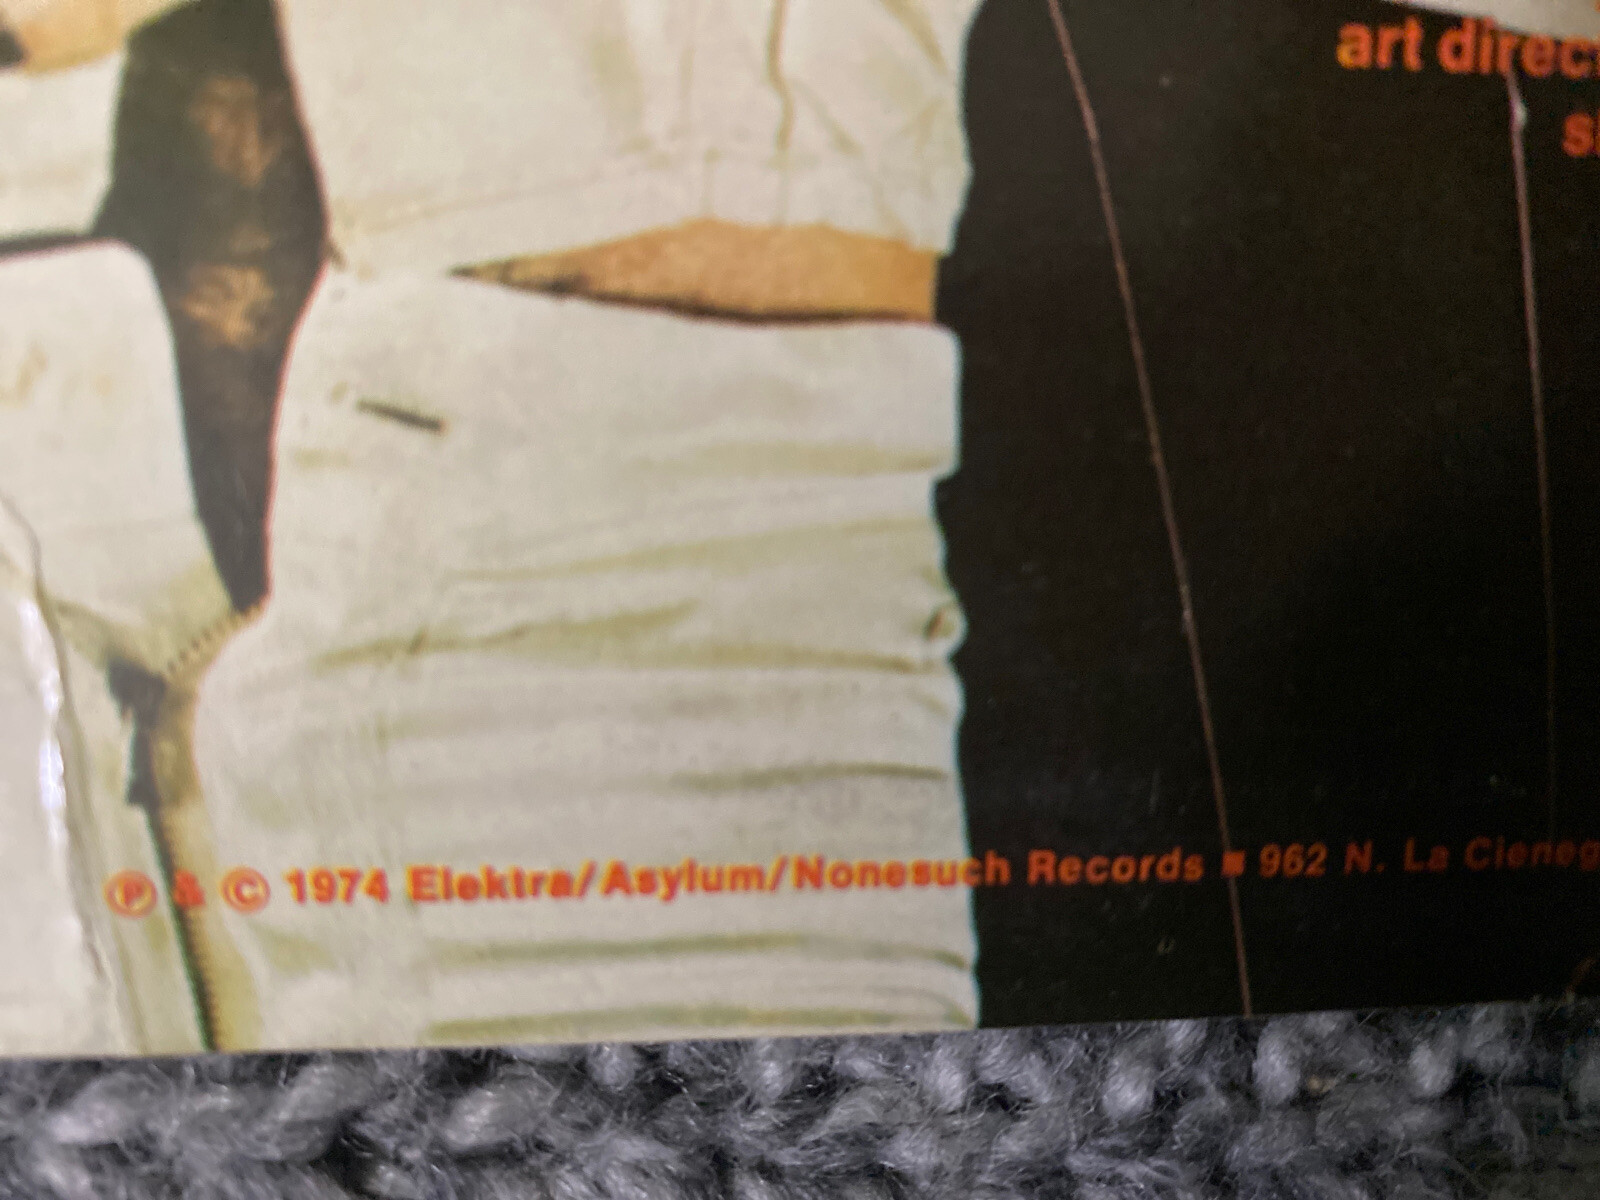 art direc
s
℗ & © 1974 Elektra/Asylum/Nonesuch Records ■ 962 N. La Cieneg